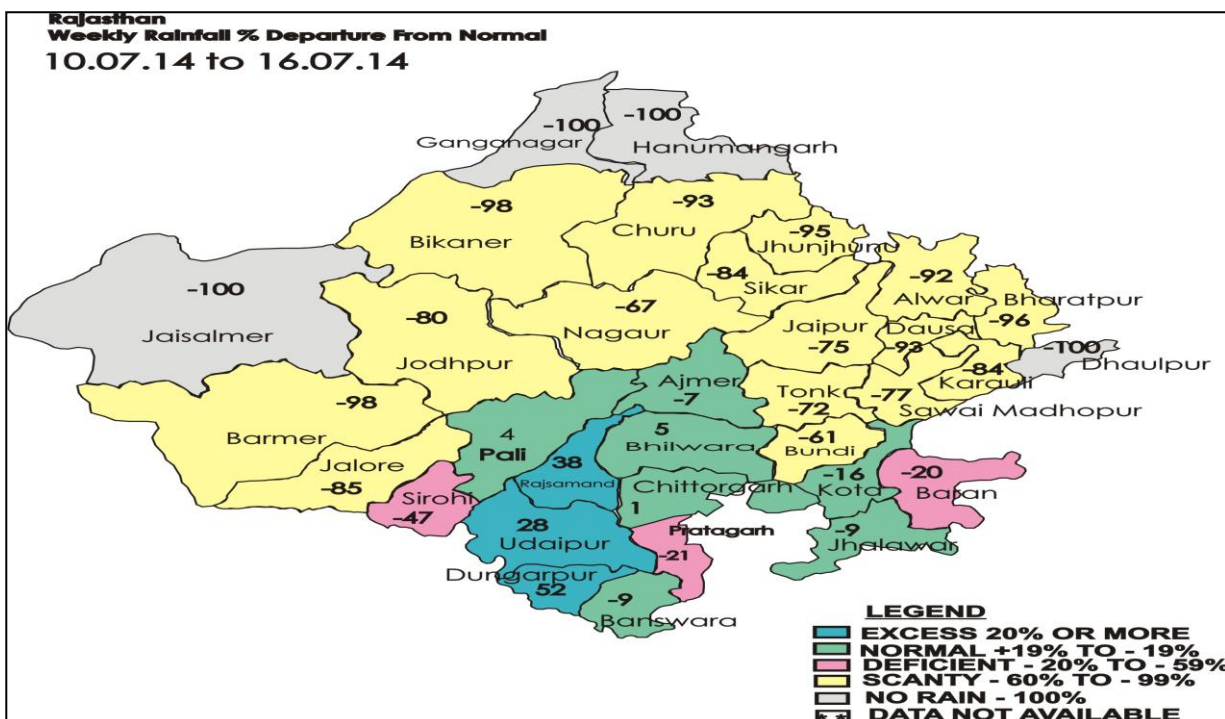 Rajasthan
Weekly Rainfall % Departure From Normal
10.07.14 to 16.07.14
-100
Ganganagar
-100
Hanumangarh
-98
Bikaner
-93
Churu
-95
Jhunjhunu
-84
Sikar
-92
Alwar
Bharatpur
-96
-100
Jaisalmer
-80
Jodhpur
-67
Nagaur
Jaipur
-75
Dausa
-93
-100
Dhaulpur
-84
Karauli
-77
Sawai Madhopur
Ajmer
-7
Tonk
-72
-98
Barmer
4
Pali
5
Bhilwara
-61
Bundi
Jalore
-85
38
Rajsamand
Chittorgarh
1
-16
Kota
-20
Baran
Sirohi
-47
28
Udaipur
Pratagarh
-21
-9
Jhalawar
Dungarpur
52
-9
Banswara
LEGEND
EXCESS 20% OR MORE
NORMAL +19% TO - 19%
DEFICIENT - 20% TO - 59%
SCANTY - 60% TO - 99%
NO RAIN - 100%
** DATA NOT AVAILABLE